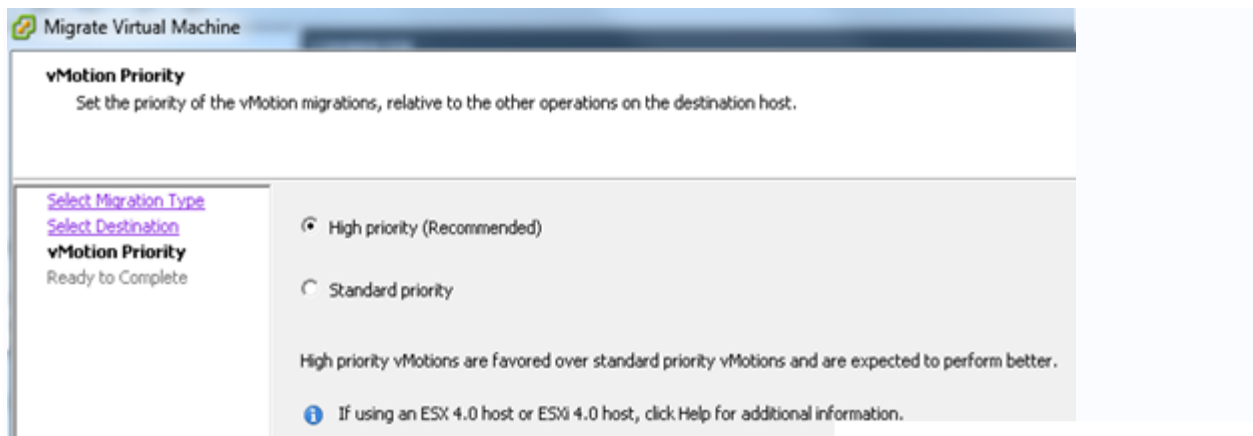 Migrate Virtual Machine
vMotion Priority
Set the priority of the vMotion migrations, relative to the other operations on the destination host.
Select Migration Type
Select Destination
vMotion Priority
Ready to Complete
High priority (Recommended)
Standard priority
High priority vMotions are favored over standard priority vMotions and are expected to perform better.
If using an ESX 4.0 host or ESXi 4.0 host, click Help for additional information.